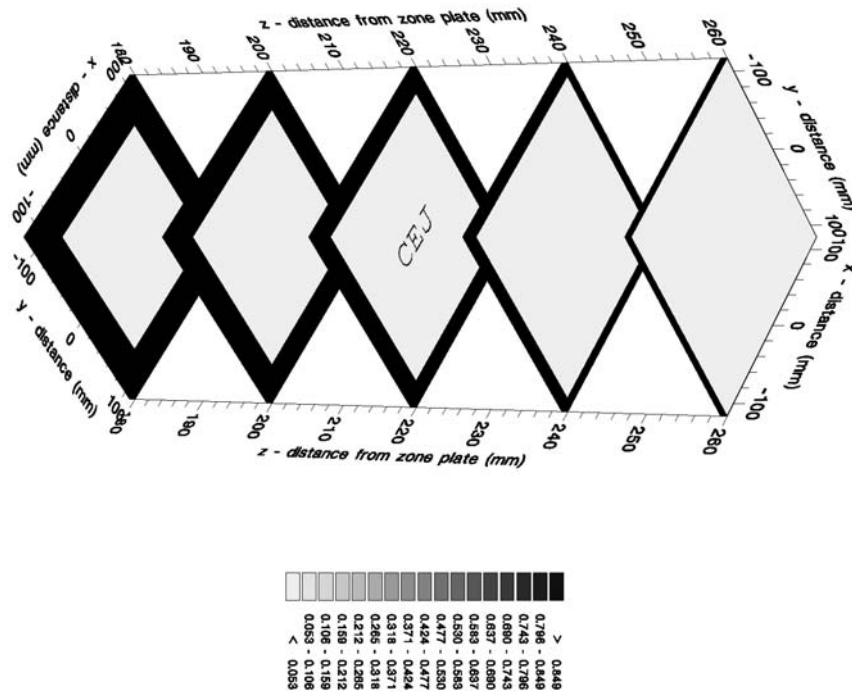 z - distance from zone plate (mm)
180 190 200 210 220 230 240 250 260
x - distance (mm)
100 0 -100
y - distance (mm)
-100 0 100
CEJ
y - distance (mm)
-100 0 100
x - distance (mm)
100 0 -100
180 190 200 210 220 230 240 250 260
z - distance from zone plate (mm)
> 0.849
0.796 - 0.849
0.743 - 0.796
0.690 - 0.743
0.637 - 0.690
0.583 - 0.637
0.530 - 0.583
0.477 - 0.530
0.424 - 0.477
0.371 - 0.424
0.318 - 0.371
0.265 - 0.318
0.212 - 0.265
0.159 - 0.212
0.106 - 0.159
0.053 - 0.106
< 0.053